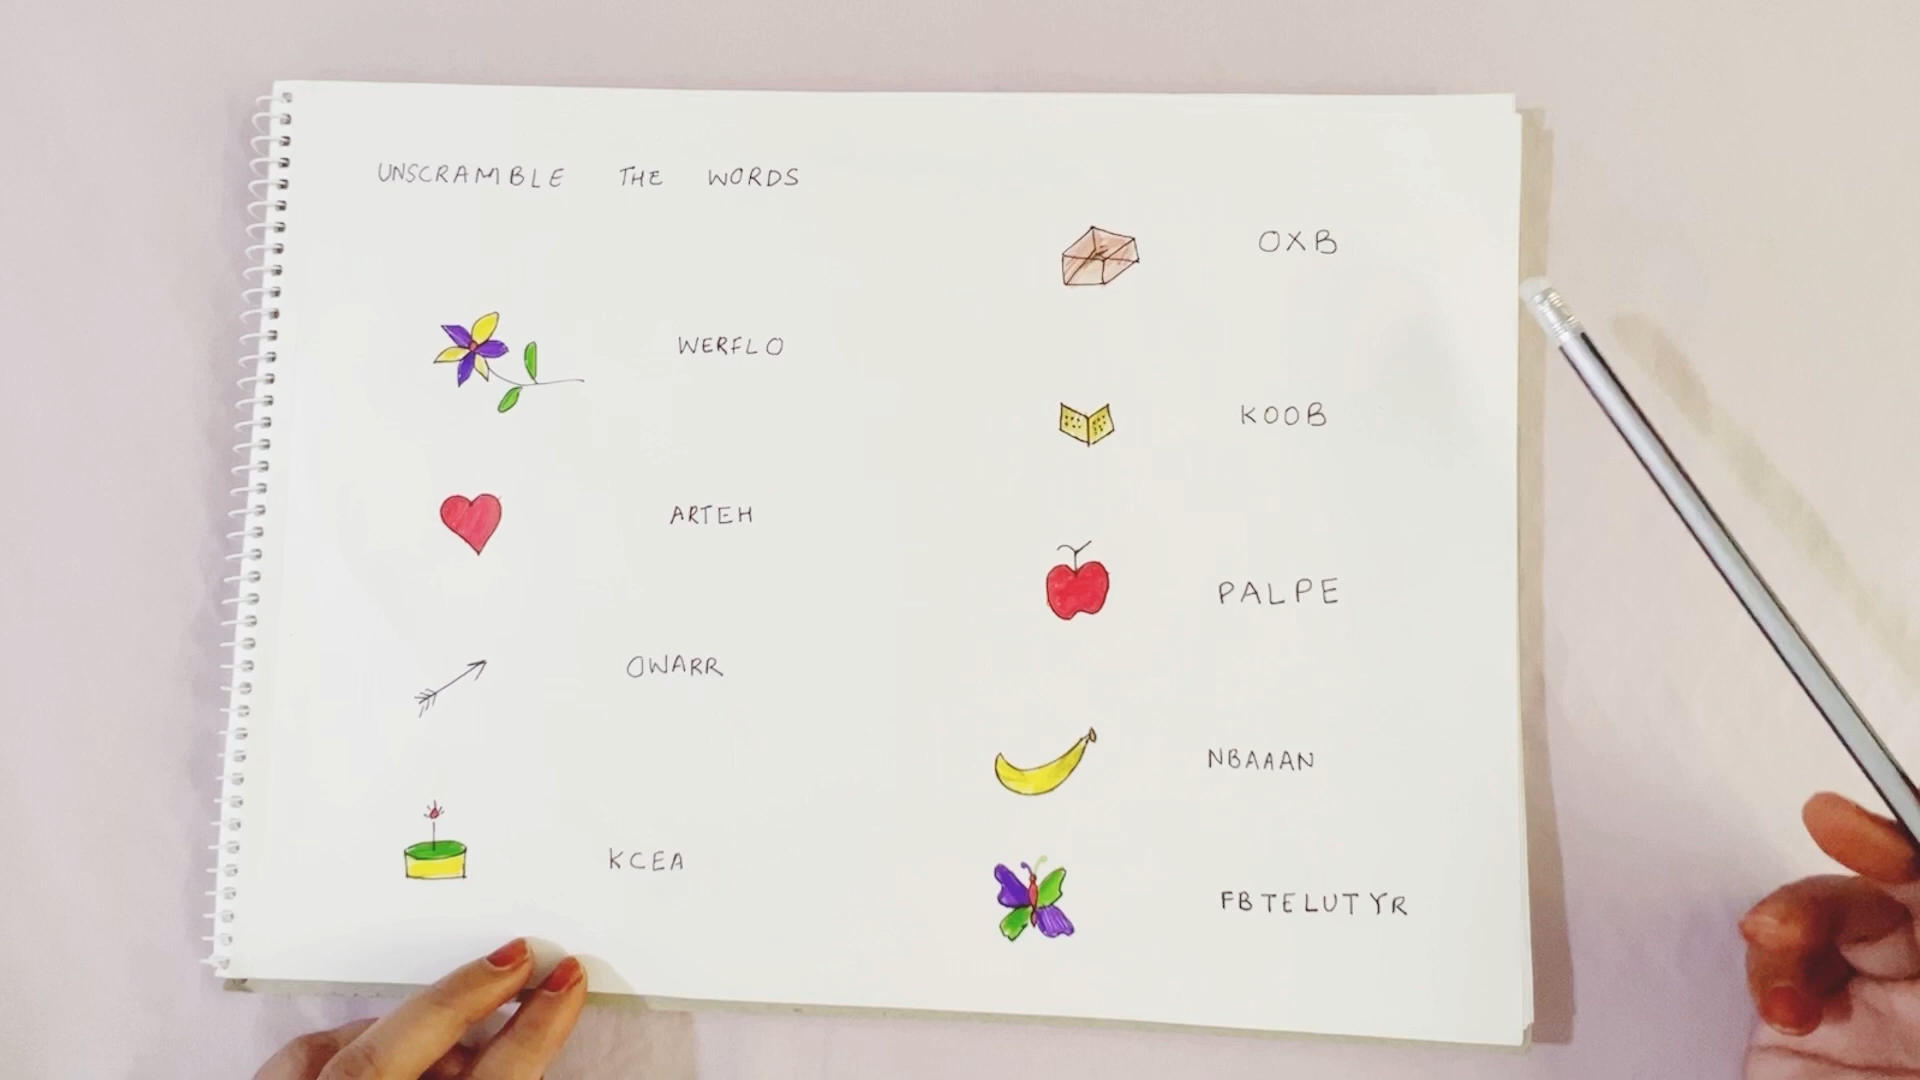 UNSCRAMBLE THE WORDS
WERFLO
ARTEH
OWARR
KCEA
OXB
KOOB
PALPE
NBAAAN
FBTELUTYR